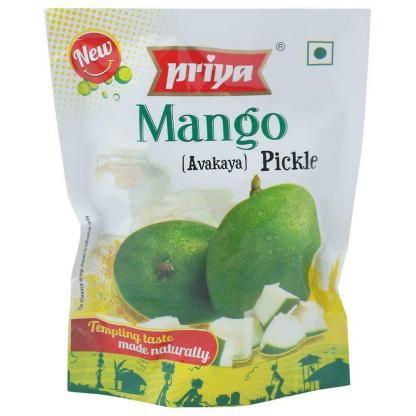 New
priya ®
Mango
(Avakaya) Pickle
Tempting taste
made naturally